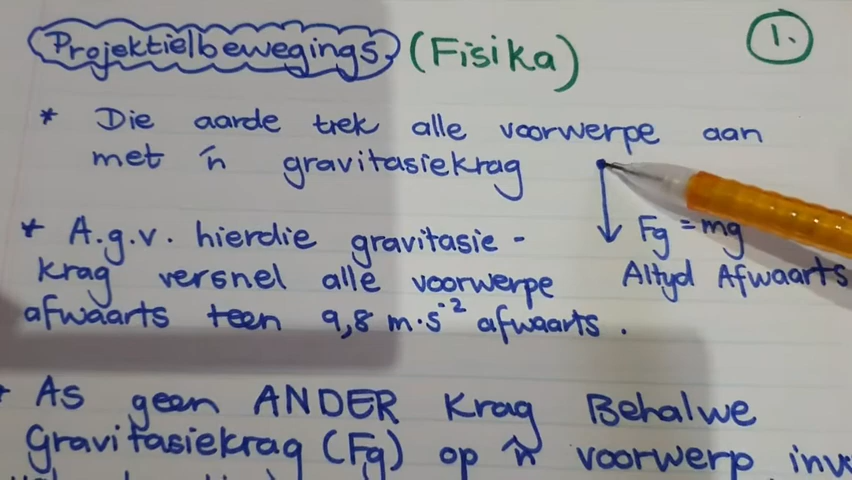 Projektielbewegings (Fisika)
1.
* Die aarde trek alle voorwerpe aan
met 'n gravitasiekrag
Fg = mg
Altyd Afwaarts
* A.g.v. hierdie gravitasie -
krag versnel alle voorwerpe
afwaarts teen 9,8 m·s⁻² afwaarts.
* As geen ANDER krag Behalwe
Gravitasiekrag (Fg) op 'n voorwerp